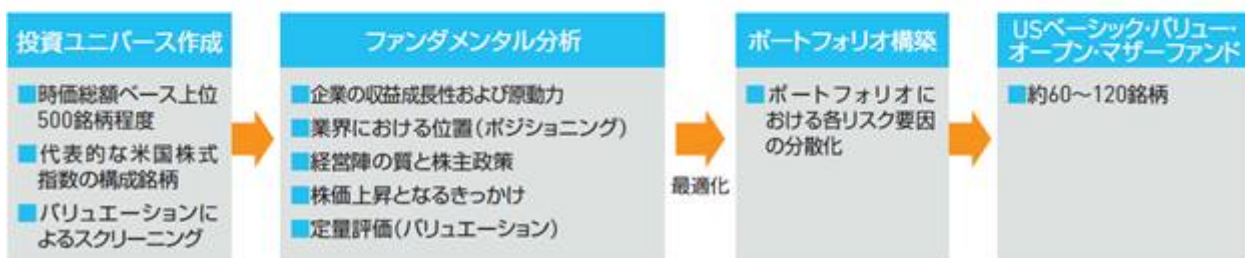 投資ユニバース作成
■時価総額ベース上位
500銘柄程度
■代表的な米国株式
指数の構成銘柄
■バリュエーションに
よるスクリーニング
ファンダメンタル分析
■企業の収益成長性および原動力
■業界における位置(ポジショニング)
■経営陣の質と株主政策
■株価上昇となるきっかけ
■定量評価(バリュエーション)
最適化
ポートフォリオ構築
■ポートフォリオに
おける各リスク要因
の分散化
USベーシック・バリュー・
オープン・マザーファンド
■約60〜120銘柄